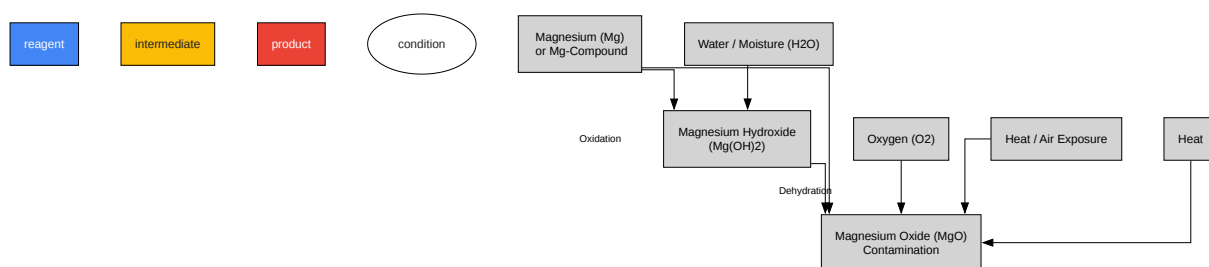 reagent
intermediate
product
condition
Magnesium (Mg)
or Mg-Compound
Water / Moisture (H2O)
Oxidation
Magnesium Hydroxide
(Mg(OH)2)
Oxygen (O2)
Heat / Air Exposure
Heat
Dehydration
Magnesium Oxide (MgO)
Contamination